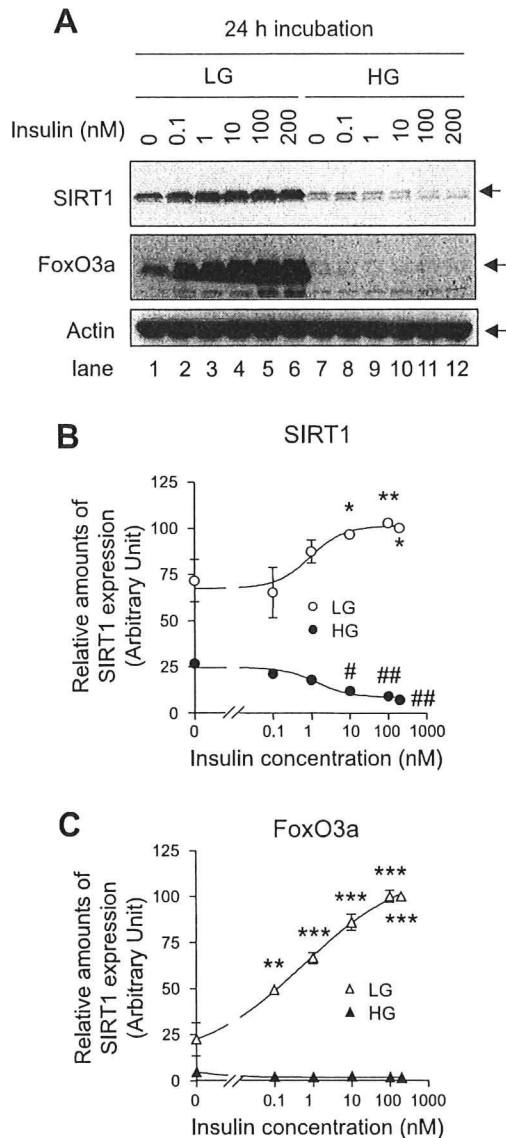 A
24 h incubation
LG HG
Insulin (nM) 0 0.1 1 10 100 200 0 0.1 1 10 100 200
SIRT1
FoxO3a
Actin
lane 1 2 3 4 5 6 7 8 9 10 11 12
B
SIRT1
Relative amounts of
SIRT1 expression
(Arbitrary Unit)
125
100
75
50
25
0
* ** *
LG
HG
# ## ##
0 0.1 1 10 100 1000
Insulin concentration (nM)
C
FoxO3a
Relative amounts of
SIRT1 expression
(Arbitrary Unit)
125
100
75
50
25
0
** *** *** *** ***
LG
HG
0 0.1 1 10 100 1000
Insulin concentration (nM)